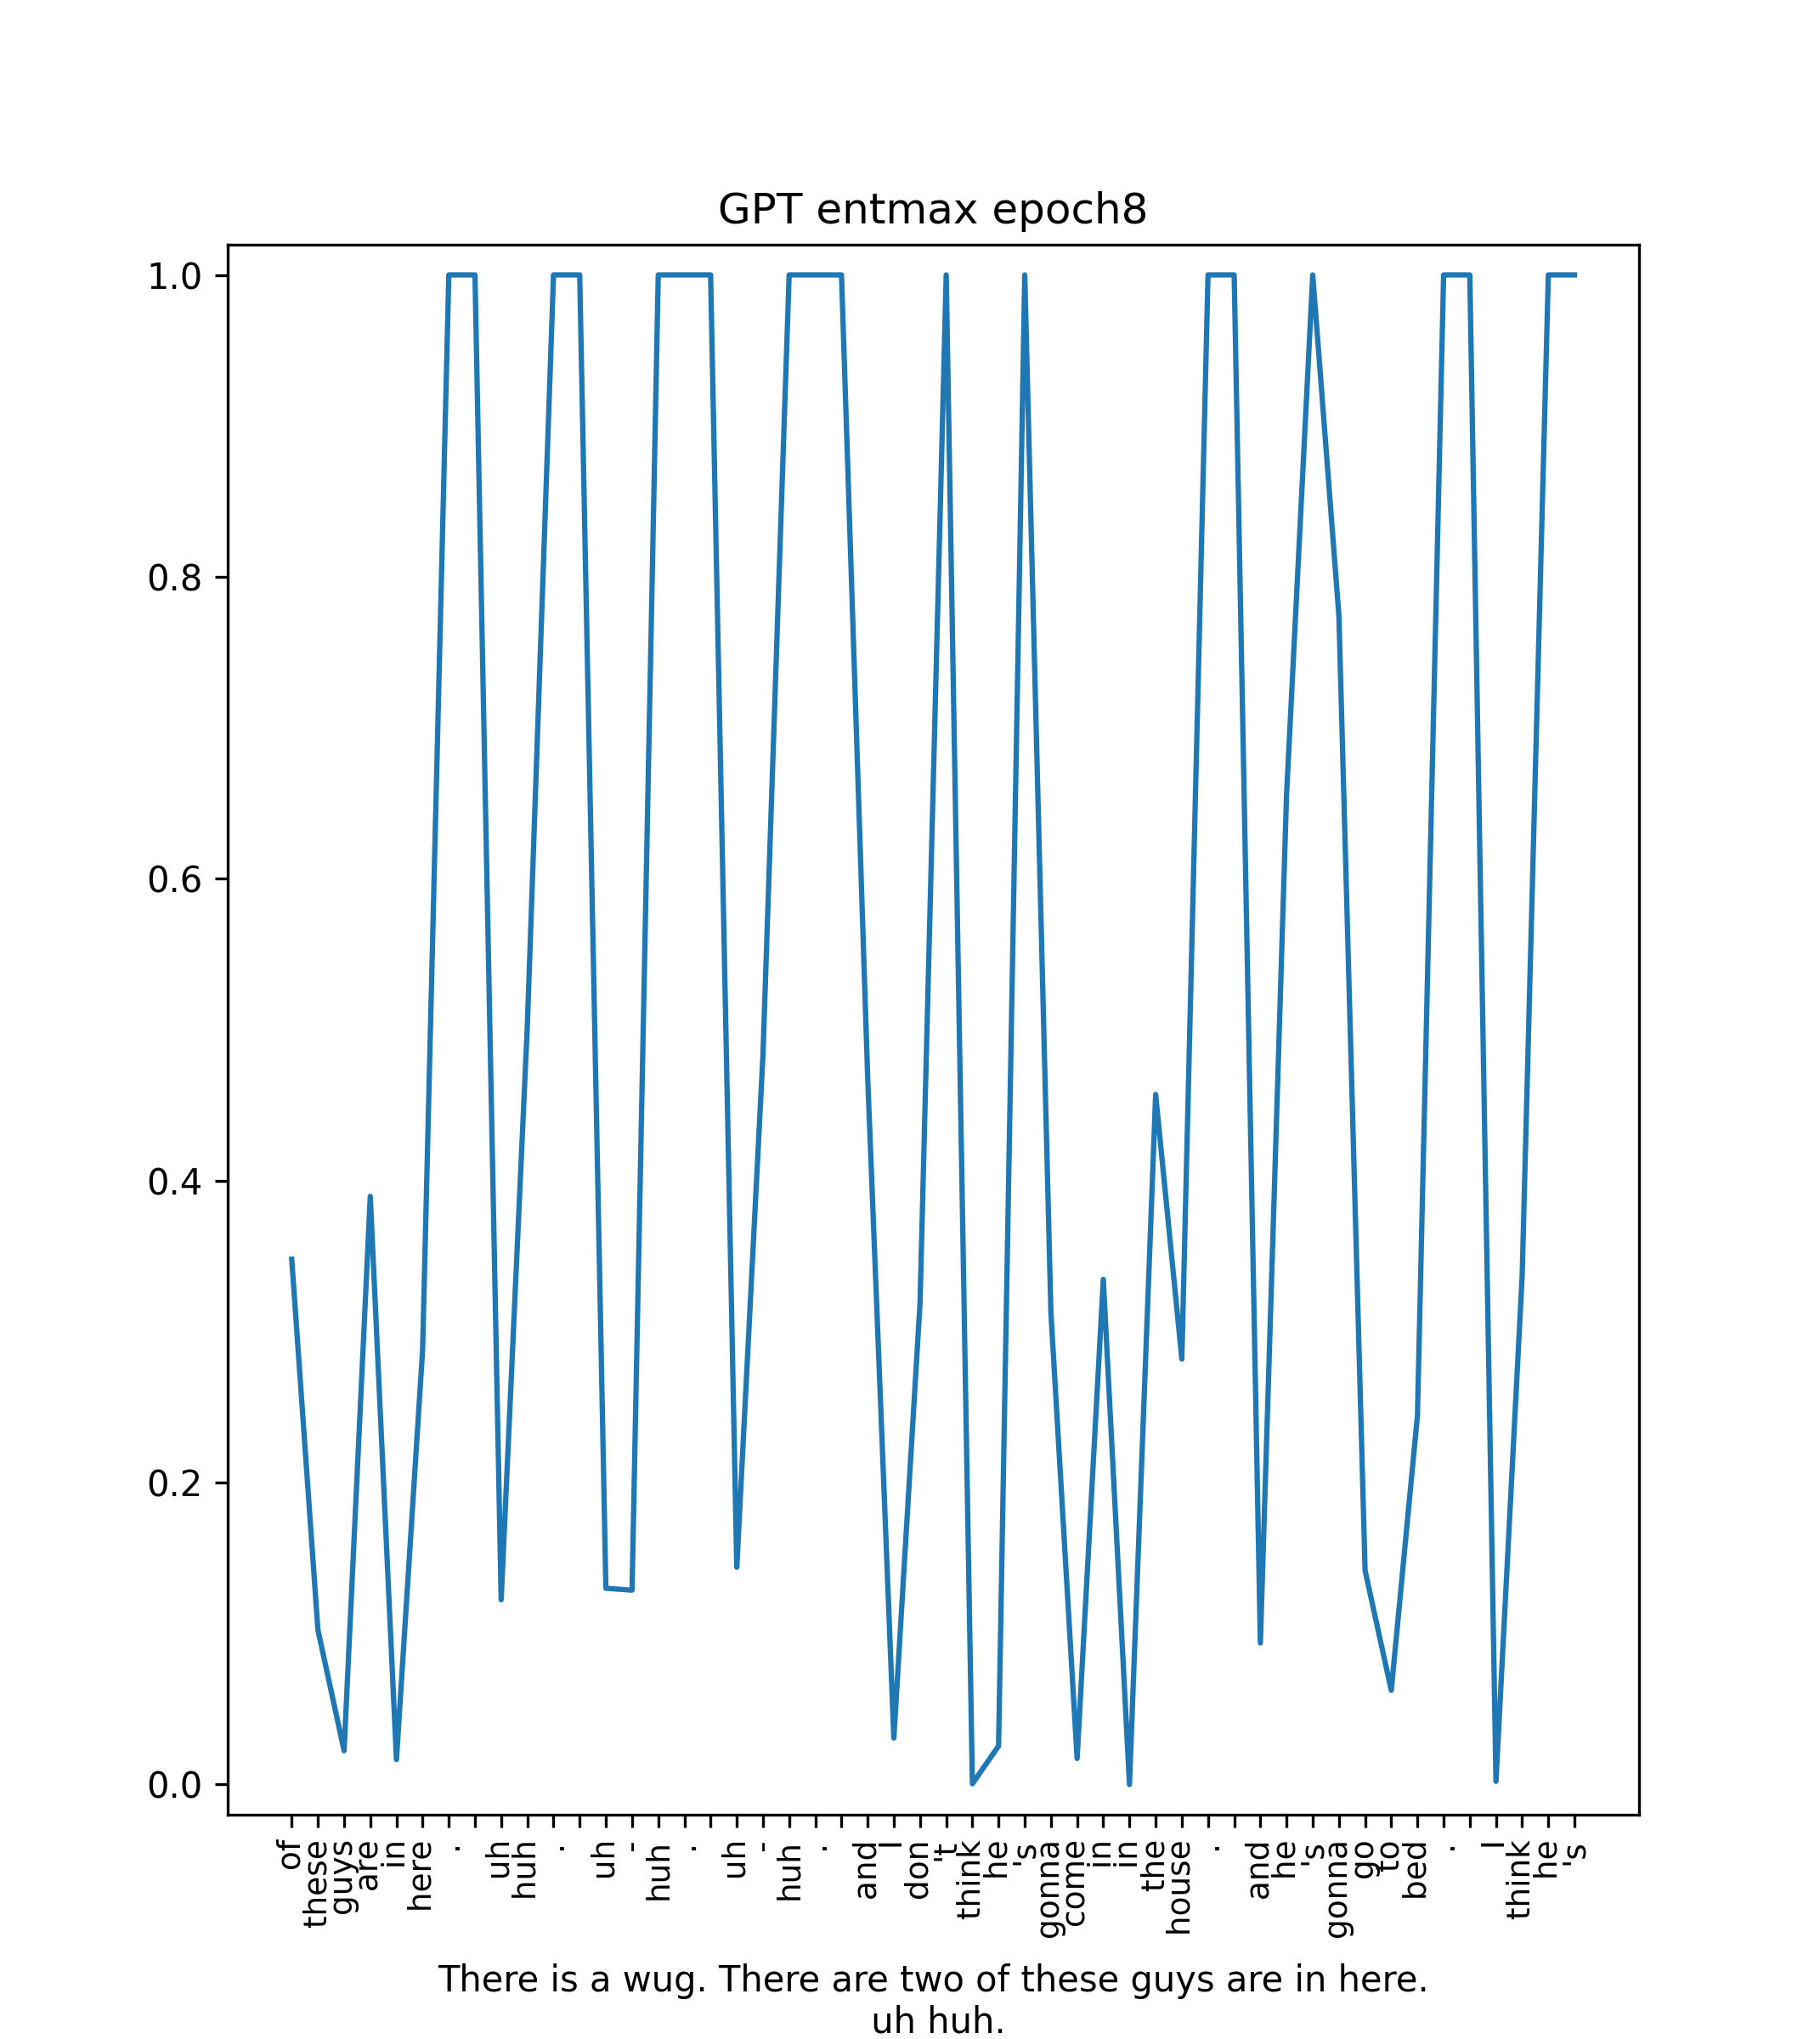 GPT entmax epoch8
1.0
0.8
0.6
0.4
0.2
0.0
of
these
guys
are
in
here
.
uh
huh
.
uh
-
huh
.
uh
-
huh
.
and
I
don
't
think
he
's
gonna
come
in
in
the
house
.
and
he
's
gonna
go
to
bed
.
I
think
he
's
There is a wug. There are two of these guys are in here.
uh huh.